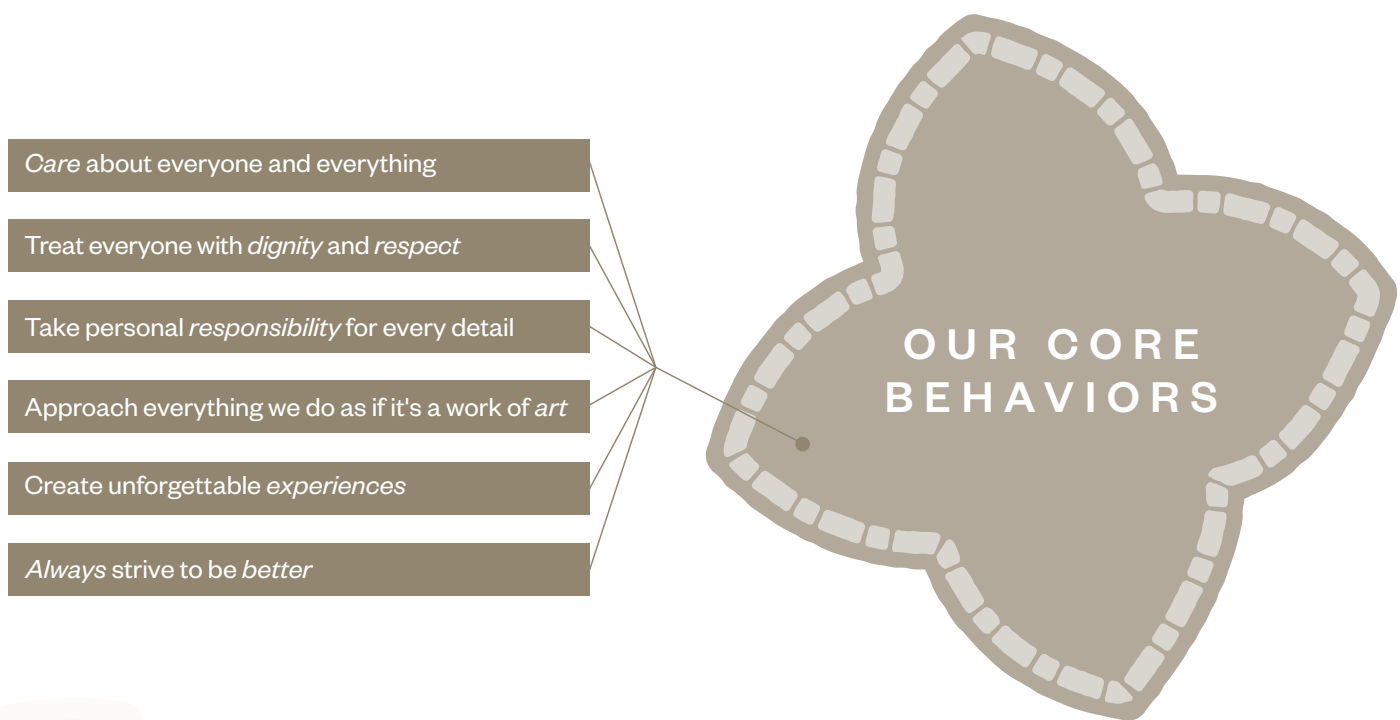 Care about everyone and everything
Treat everyone with dignity and respect
Take personal responsibility for every detail
Approach everything we do as if it's a work of art
Create unforgettable experiences
Always strive to be better
OUR CORE
BEHAVIORS